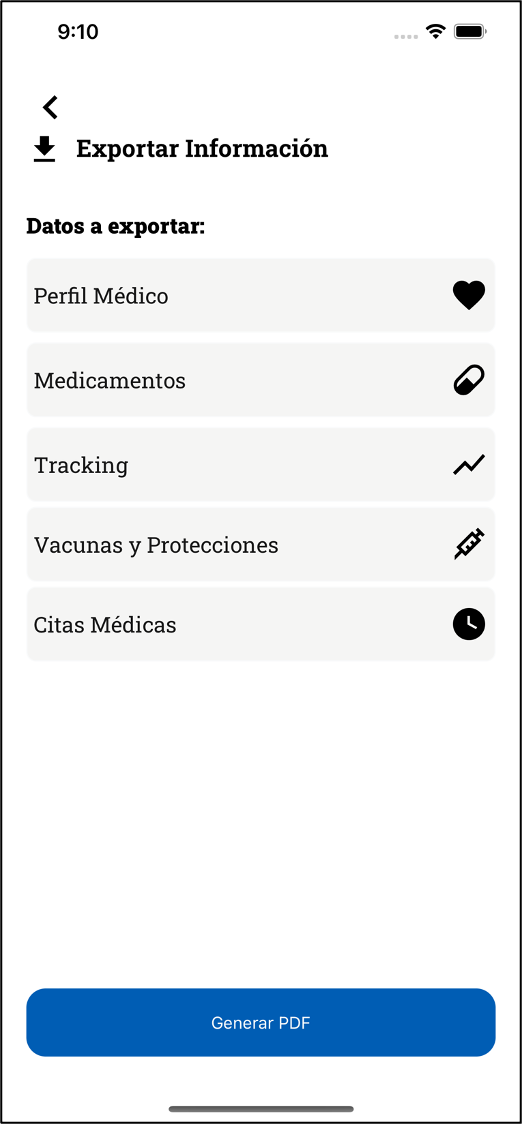 9:10
Exportar Información
Datos a exportar:
Perfil Médico
Medicamentos
Tracking
Vacunas y Protecciones
Citas Médicas
Generar PDF